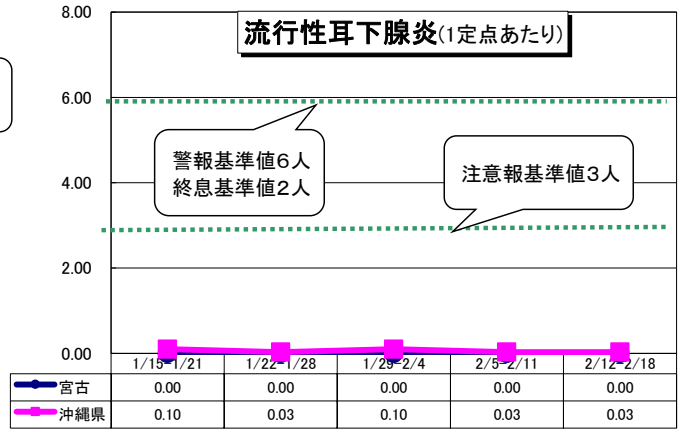 流行性耳下腺炎(1定点あたり)
8.00
6.00
4.00
2.00
0.00
警報基準値6人
終息基準値2人
注意報基準値3人
1/15-1/21 1/22-1/28 1/29-2/4 2/5-2/11 2/12-2/18
宮古 0.00 0.00 0.00 0.00 0.00
沖縄県 0.10 0.03 0.10 0.03 0.03